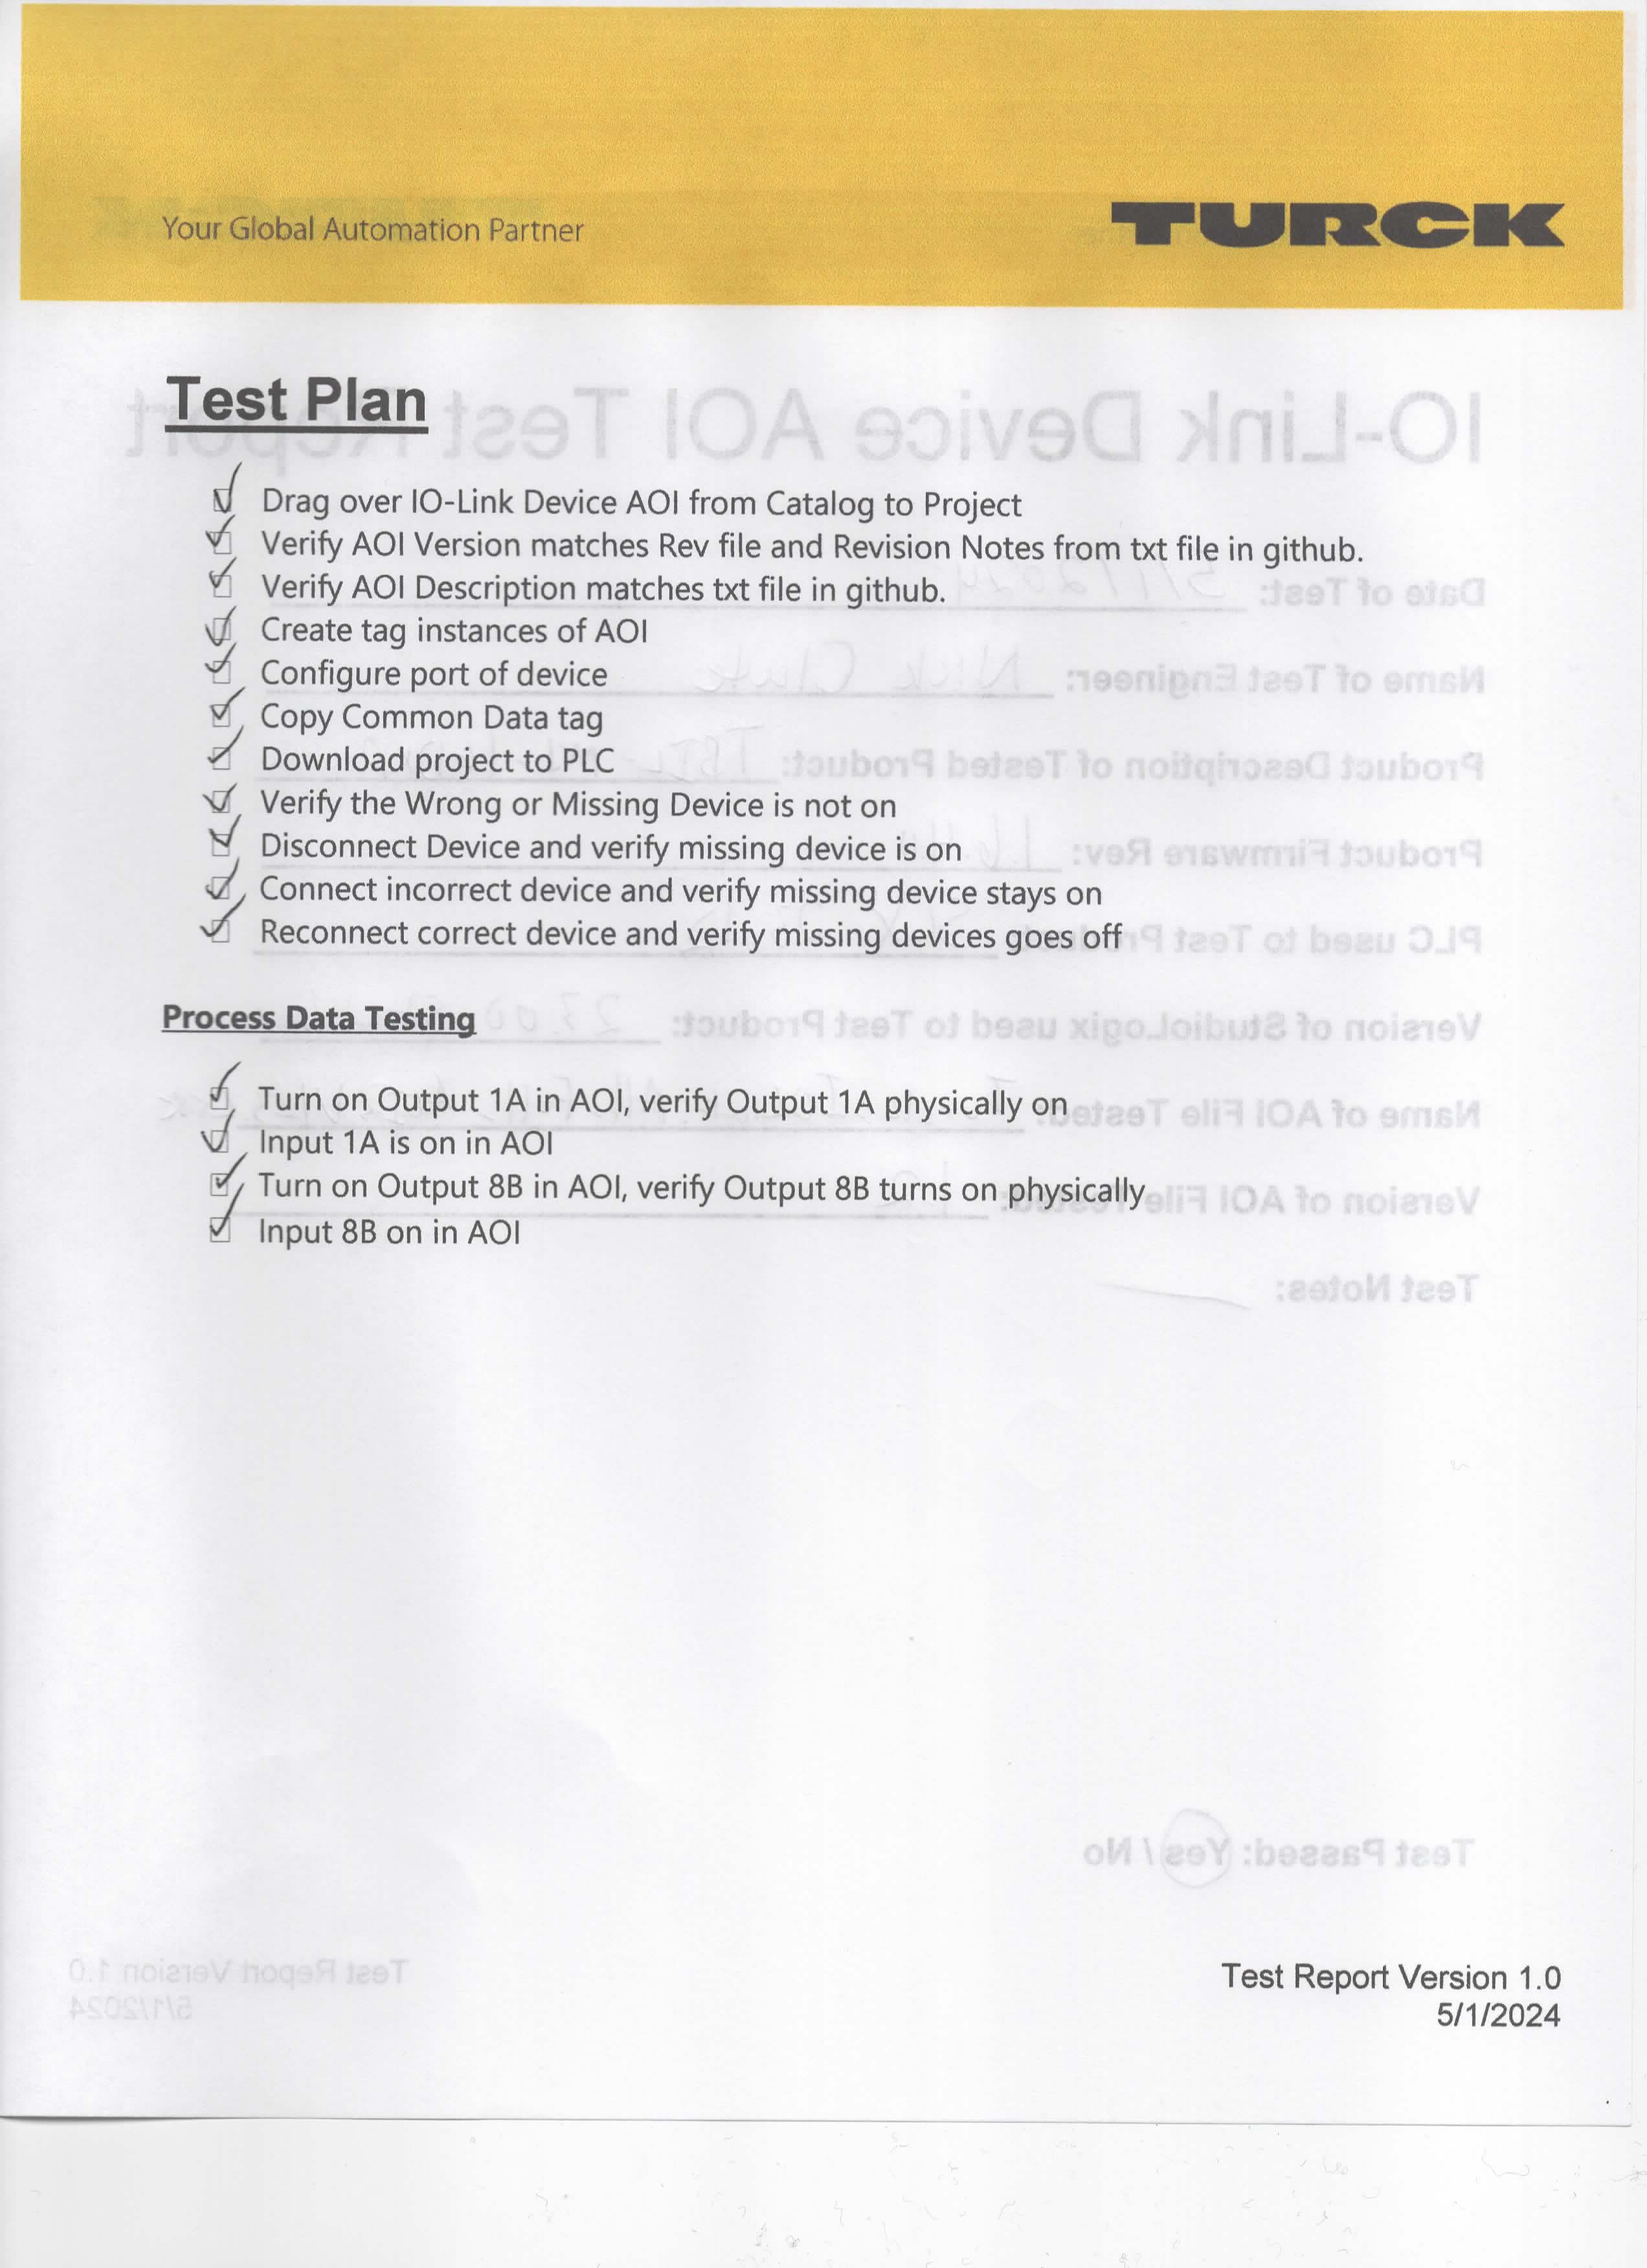 Your Global Automation Partner
TURCK
Test Plan
Drag over IO-Link Device AOI from Catalog to Project
Verify AOI Version matches Rev file and Revision Notes from txt file in github.
Verify AOI Description matches txt file in github.
Create tag instances of AOI
Configure port of device
Copy Common Data tag
Download project to PLC
Verify the Wrong or Missing Device is not on
Disconnect Device and verify missing device is on
Connect incorrect device and verify missing device stays on
Reconnect correct device and verify missing devices goes off
Process Data Testing
Turn on Output 1A in AOI, verify Output 1A physically on
Input 1A is on in AOI
Turn on Output 8B in AOI, verify Output 8B turns on physically
Input 8B on in AOI
Test Report Version 1.0
5/1/2024